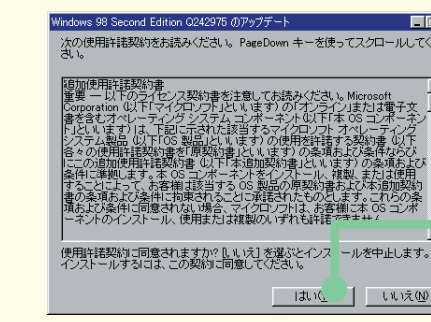 Windows 98 Second Edition Q242975 のアップデート
次の使用許諾契約をお読みください。 PageDown キーを使ってスクロールしてく
さい。
追加使用許諾契約書
重要 ― 以下のライセンス契約書を注意してお読みください。Microsoft
Corporation (以下「マイクロソフト」といいます) の「オンライン」または電子文
書を含むオペレーティング システム コンポーネント (以下「本 OS コンポーネン
ト」といいます) は、下記に示された該当するマイクロソフト オペレーティング
システム製品 (以下「OS 製品」といいます) の使用を許諾する契約書 (以下
各々の使用許諾契約書を「原契約書」といいます) の条項および条件ならび
にこの追加使用許諾契約書 (以下「本追加契約書」といいます) の条項および
条件に準拠します。本 OS コンポーネントをインストール、複製、または使用
することによって、お客様は該当する OS 製品の原契約書および本追加契約
書の条項および条件に拘束されることに承諾されたものとします。これらの条
項および条件に同意されない場合、マイクロソフトは、お客様に本 OS コンポ
ーネントのインストール、使用または複製のいずれも許諾できません
使用許諾契約に同意されますか? [いいえ] を選ぶとインス ールを中止します。
インストールするには、この契約に同意してください。
はい(
いいえ(N)